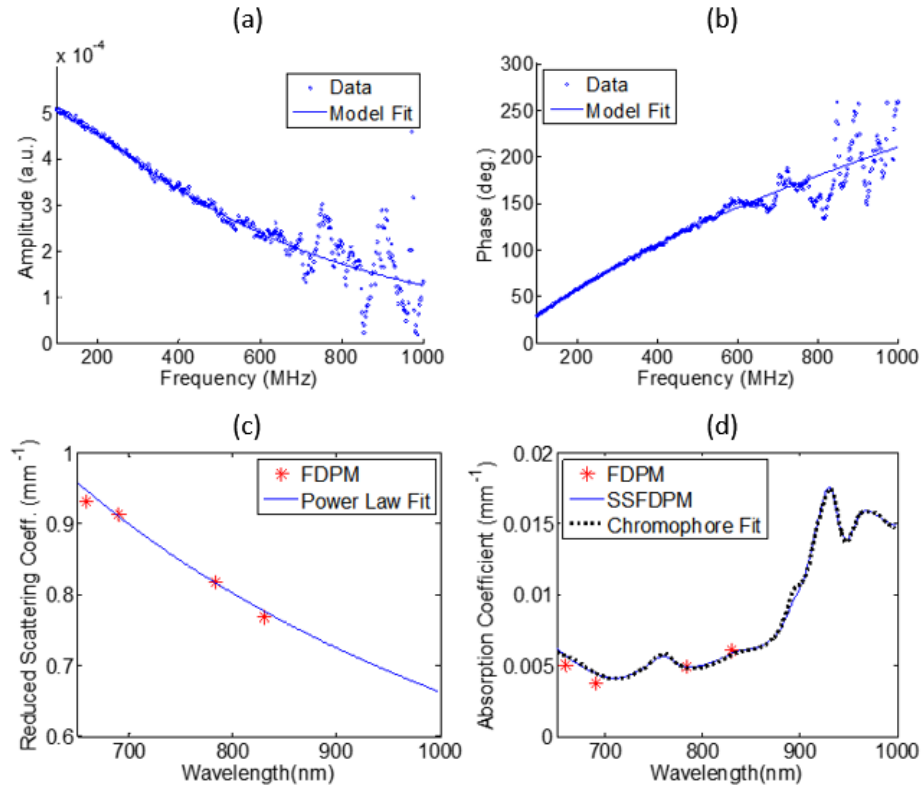 (a)
x 10⁻⁴
5
4
3
2
1
0
Amplitude (a.u.)
Data
Model Fit
200
400
600
800
1000
Frequency (MHz)
(b)
300
250
200
150
100
50
0
Phase (deg.)
Data
Model Fit
200
400
600
800
1000
Frequency (MHz)
(c)
1
0.9
0.8
0.7
0.6
Reduced Scattering Coeff. (mm⁻¹)
FDPM
Power Law Fit
700
800
900
1000
Wavelength(nm)
(d)
0.02
0.015
0.01
0.005
0
Absorption Coefficient (mm⁻¹)
FDPM
SSFDPM
Chromophore Fit
700
800
900
1000
Wavelength(nm)